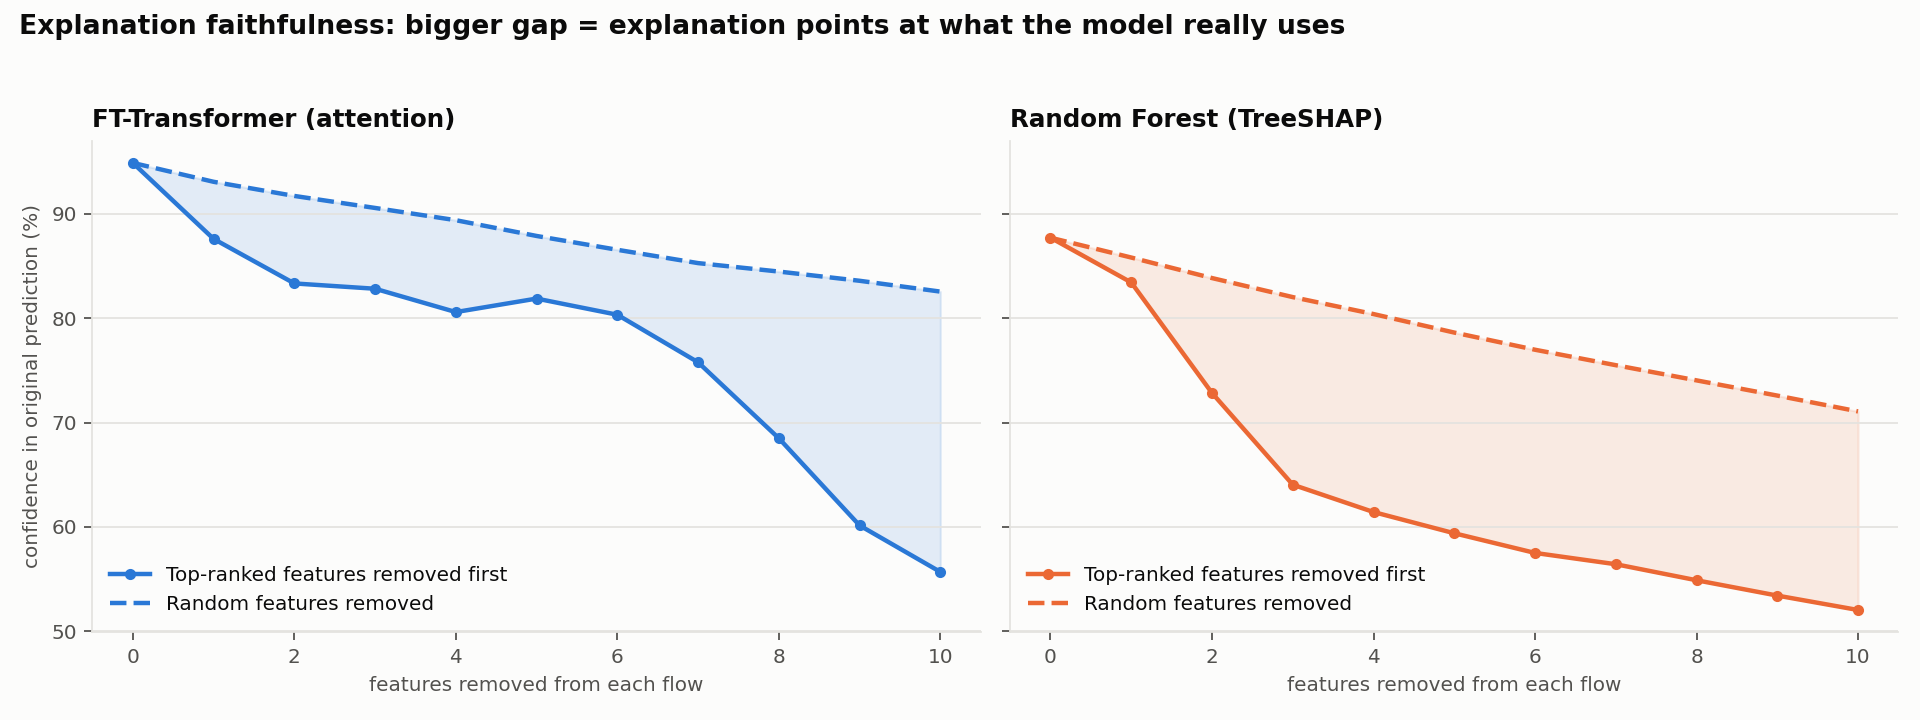 Explanation faithfulness: bigger gap = explanation points at what the model really uses
FT-Transformer (attention)
confidence in original prediction (%)
90
80
70
60
50
Top-ranked features removed first
Random features removed
0 2 4 6 8 10
features removed from each flow
Random Forest (TreeSHAP)
Top-ranked features removed first
Random features removed
0 2 4 6 8 10
features removed from each flow